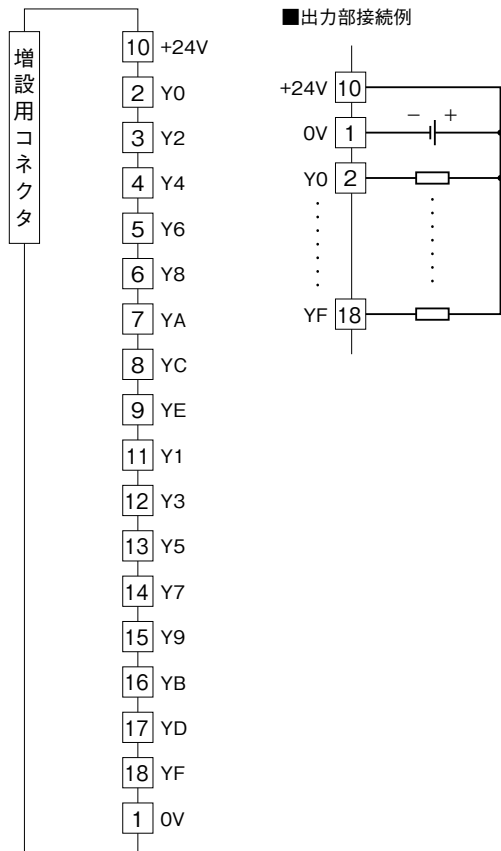 増設用コネクタ
10 +24V
2 Y0
3 Y2
4 Y4
5 Y6
6 Y8
7 YA
8 YC
9 YE
11 Y1
12 Y3
13 Y5
14 Y7
15 Y9
16 YB
17 YD
18 YF
1 0V
■出力部接続例
+24V 10
0V 1 − +
Y0 2
YF 18